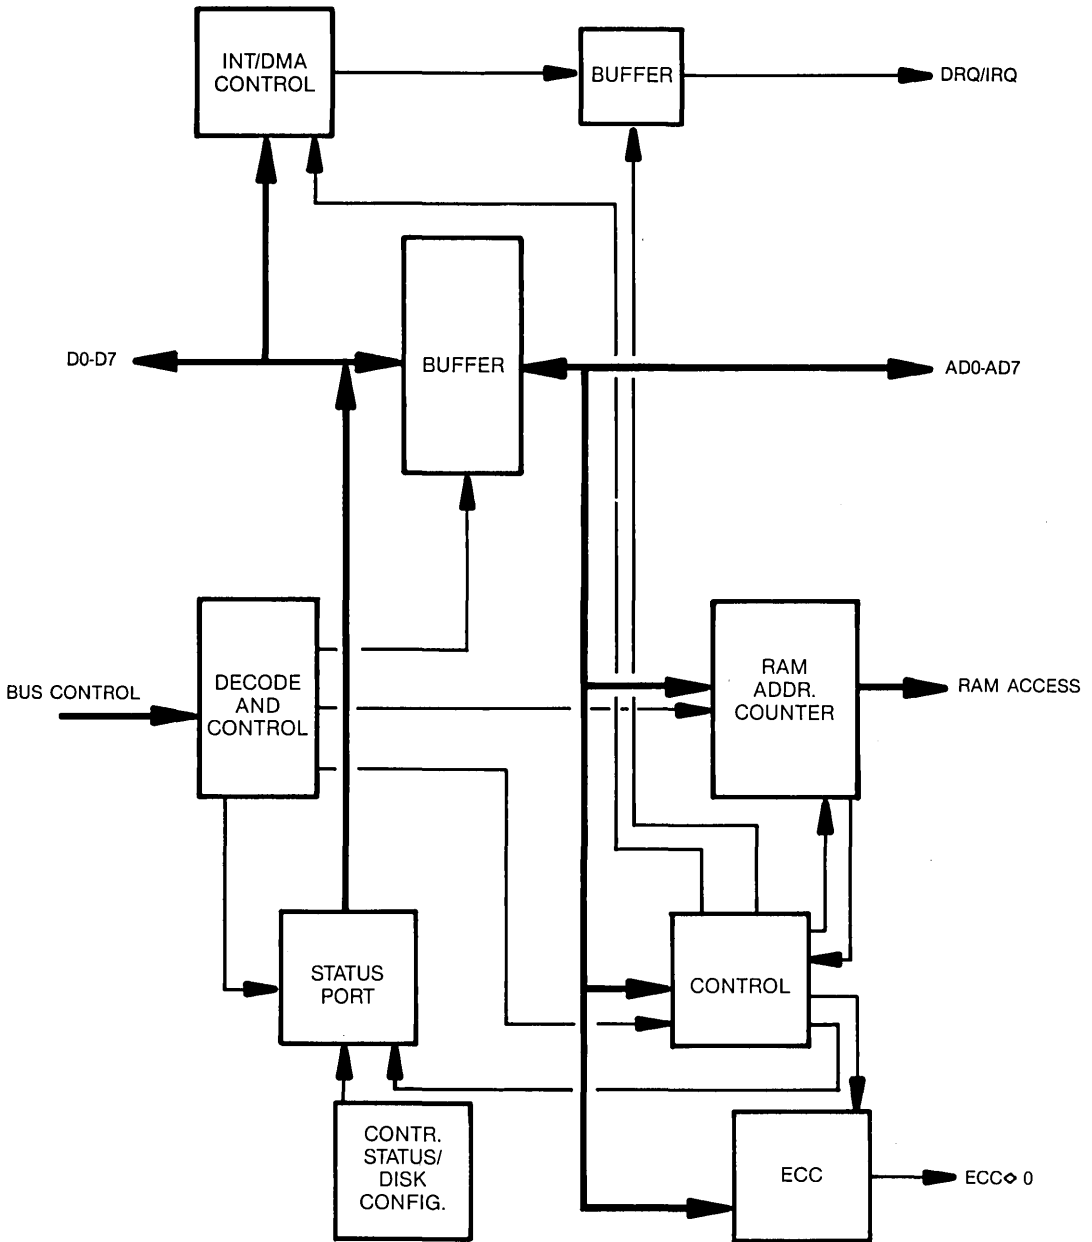 INT/DMA
CONTROL
BUFFER
DRQ/IRQ
D0-D7
BUFFER
AD0-AD7
BUS CONTROL
DECODE
AND
CONTROL
RAM
ADDR.
COUNTER
RAM ACCESS
STATUS
PORT
CONTROL
CONTR.
STATUS/
DISK
CONFIG.
ECC
ECC<> 0